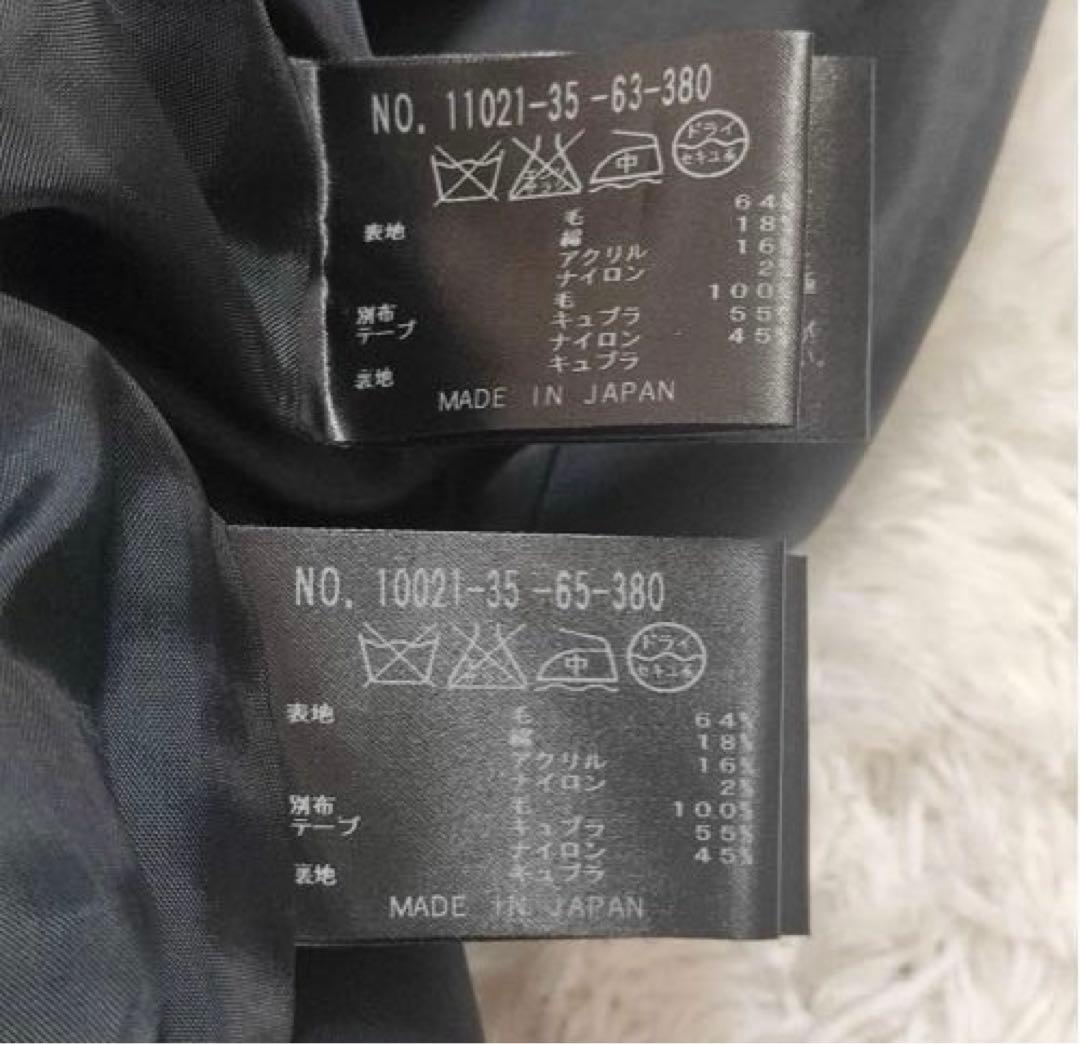 NO. 11021-35-63-380
中 ドライ
セキユ系
毛 64%
表地 綿 18%
アクリル 16%
ナイロン 2%
毛 100%
別布 キュプラ 55%
テープ ナイロン 45%
キュプラ
裏地
MADE IN JAPAN
NO. 10021-35-65-380
中 ドライ
セキユ系
表地 毛 64%
綿 18%
アクリル 16%
ナイロン 2%
別布 毛 100%
テープ キュプラ 55%
ナイロン 45%
裏地 キュプラ
MADE IN JAPAN